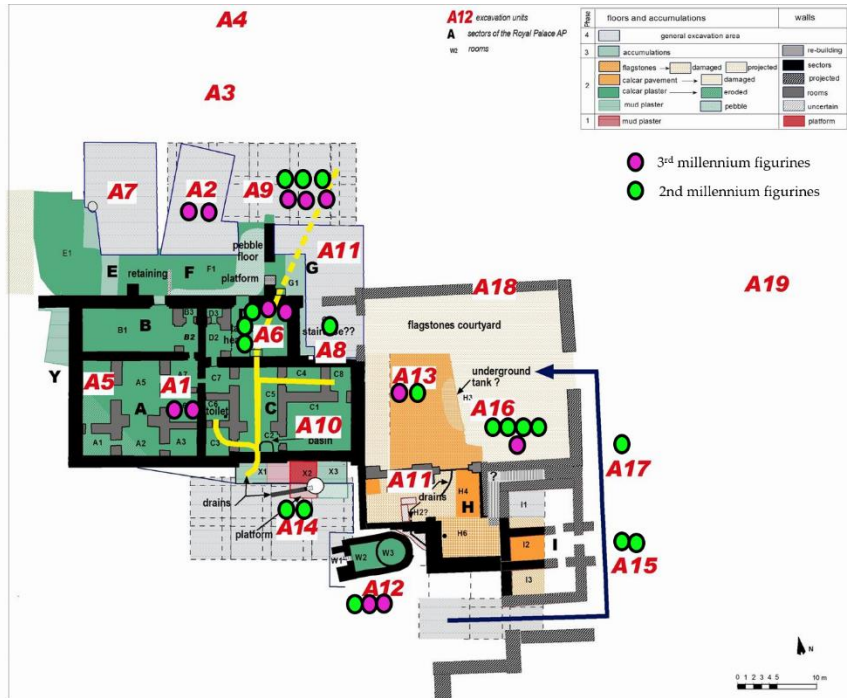 A4
A12 excavation units
A sectors of the Royal Palace AP
W2 rooms
Phase
floors and accumulations
walls
4
general excavation area
re-building
3
accumulations
sectors
2
flagstones
damaged
projected
projected
calcar pavement
damaged
rooms
calcar plaster
eroded
uncertain
mud plaster
pebble
1
mud plaster
platform
A3
3rd millennium figurines
2nd millennium figurines
A7
A2
A9
pebble
floor
A11
A18
A19
E1
E
retaining
F
F1
platform
G
G1
flagstones courtyard
B1
B
B3
B2
D3
D2
A6
A8
Y
A5
A5
A1
A7
C7
C4
C8
A13
underground
tank ?
H3
A16
A
C6
toilet
C5
C
C1
A10
A1
A2
A3
C3
C2
basin
A17
X1
X2
X3
A11
drains
?
drains
platform
A14
H2?
H4
H
H6
I1
I2
I
A15
W1
W2
W3
I3
A12
N
0 1 2 3 4 5
10 m